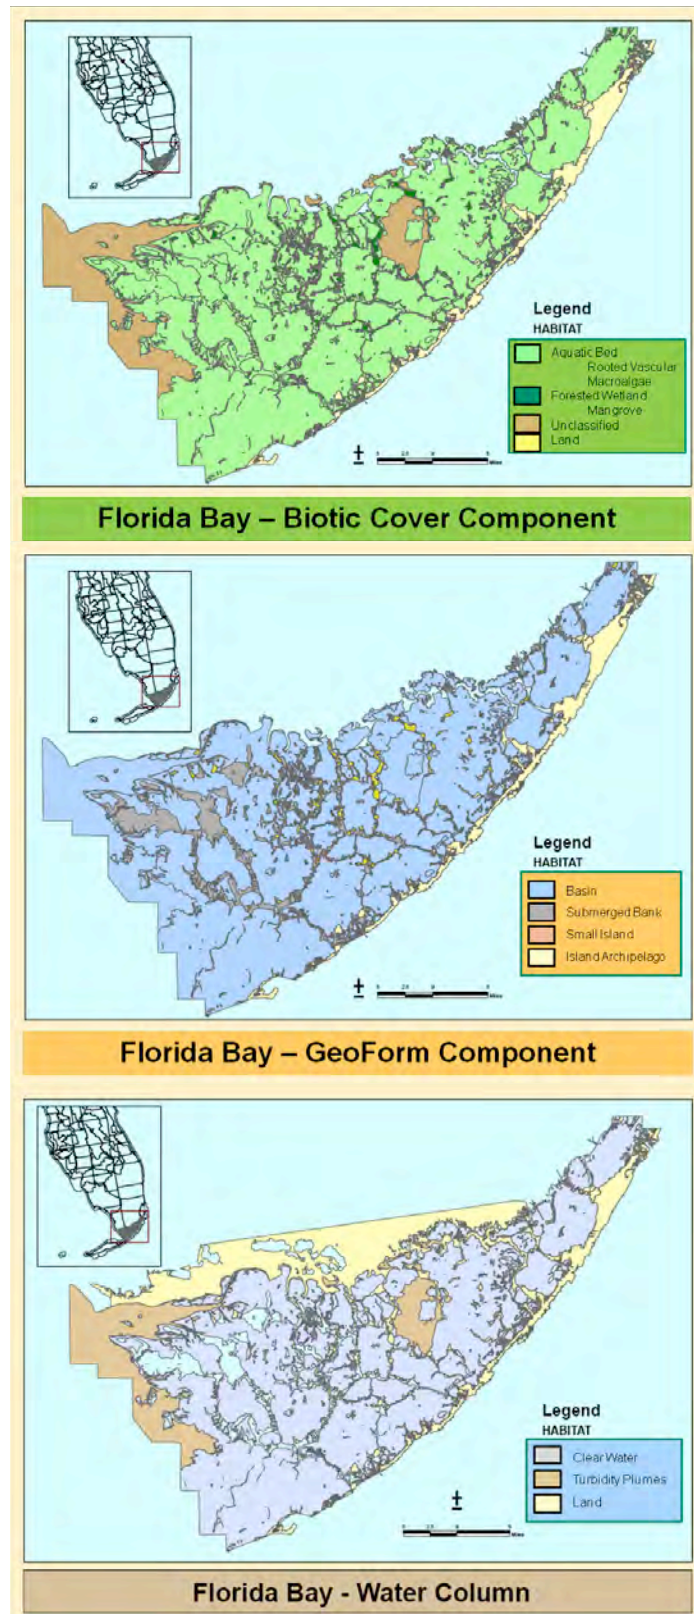 Legend
HABITAT
Aquatic Bed
Rooted Vascular
Macroalgae
Forested Wetland
Mangrove
Unclassified
Land
Florida Bay – Biotic Cover Component
Legend
HABITAT
Basin
Submerged Bank
Small Island
Island Archipelago
Florida Bay – GeoForm Component
Legend
HABITAT
Clear Water
Turbidity Plumes
Land
Florida Bay - Water Column